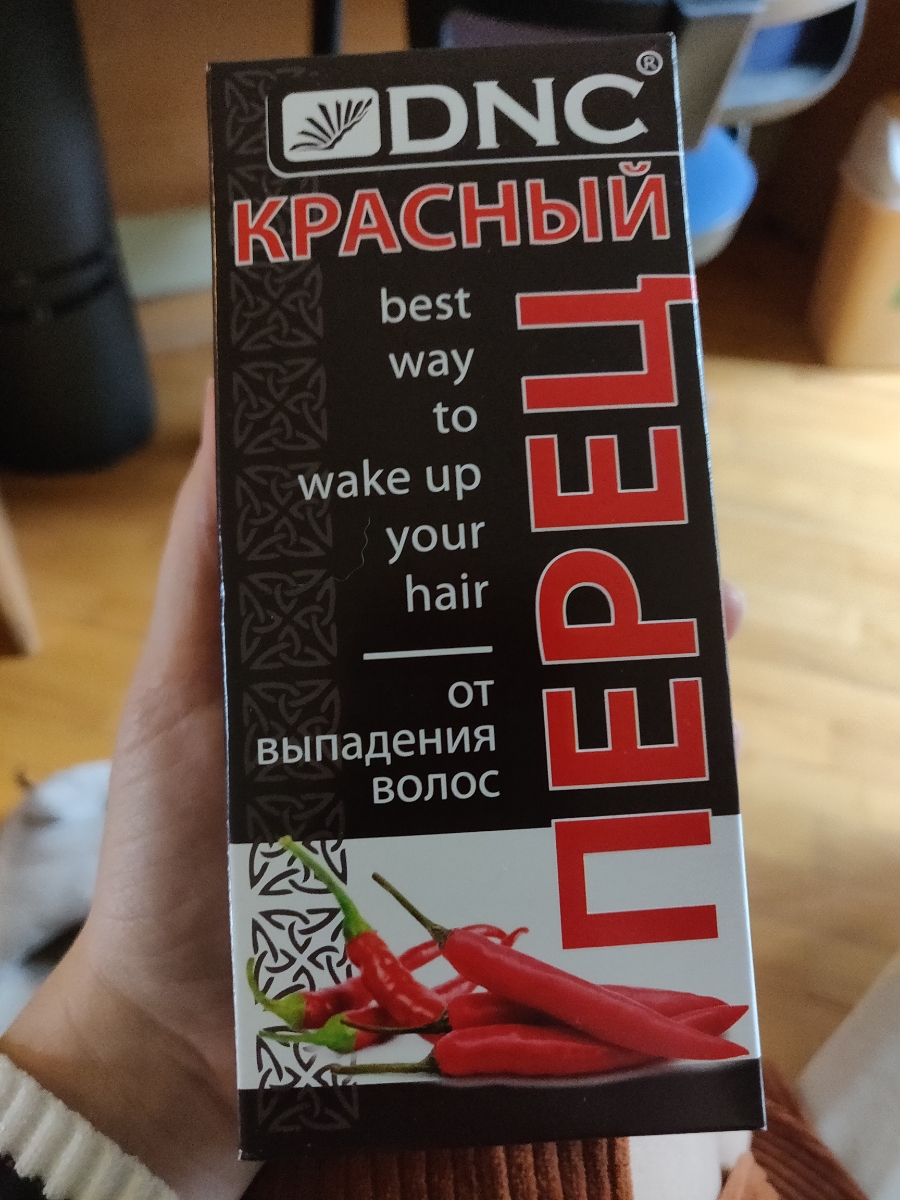 DNC®
КРАСНЫЙ
ПЕРЕЦ
best
way
to
wake up
your
hair
от
выпадения
волос